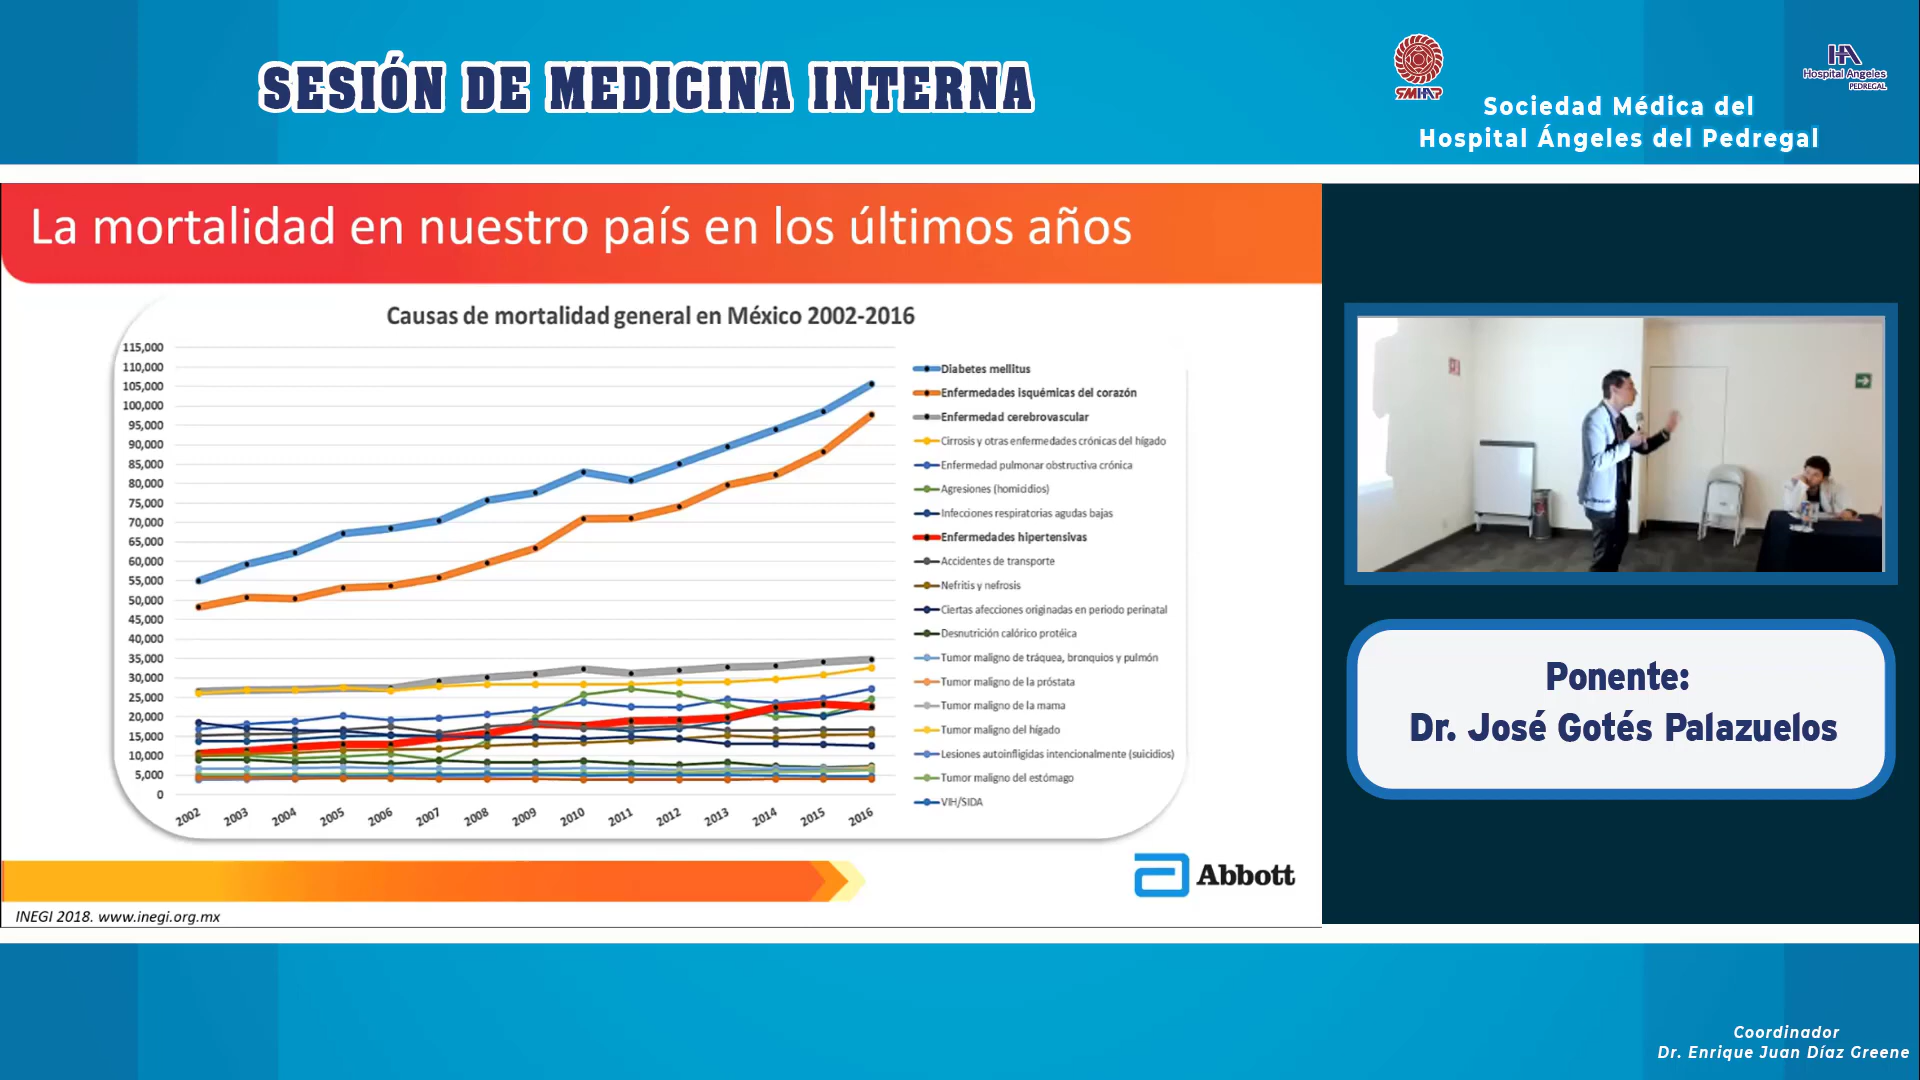 SESIÓN DE MEDICINA INTERNA
SMHAP
Sociedad Médica del
Hospital Ángeles del Pedregal
HA
Hospital Angeles
PEDREGAL
La mortalidad en nuestro país en los últimos años
Causas de mortalidad general en México 2002-2016
115,000
110,000
105,000
100,000
95,000
90,000
85,000
80,000
75,000
70,000
65,000
60,000
55,000
50,000
45,000
40,000
35,000
30,000
25,000
20,000
15,000
10,000
5,000
0
2002 2003 2004 2005 2006 2007 2008 2009 2010 2011 2012 2013 2014 2015 2016
Diabetes mellitus
Enfermedades isquémicas del corazón
Enfermedad cerebrovascular
Cirrosis y otras enfermedades crónicas del hígado
Enfermedad pulmonar obstructiva crónica
Agresiones (homicidios)
Infecciones respiratorias agudas bajas
Enfermedades hipertensivas
Accidentes de transporte
Nefritis y nefrosis
Ciertas afecciones originadas en periodo perinatal
Desnutrición calórico protéica
Tumor maligno de tráquea, bronquios y pulmón
Tumor maligno de la próstata
Tumor maligno de la mama
Tumor maligno del hígado
Lesiones autoinfligidas intencionalmente (suicidios)
Tumor maligno del estómago
VIH/SIDA
Abbott
INEGI 2018. www.inegi.org.mx
Ponente:
Dr. José Gotés Palazuelos
Coordinador
Dr. Enrique Juan Díaz Greene